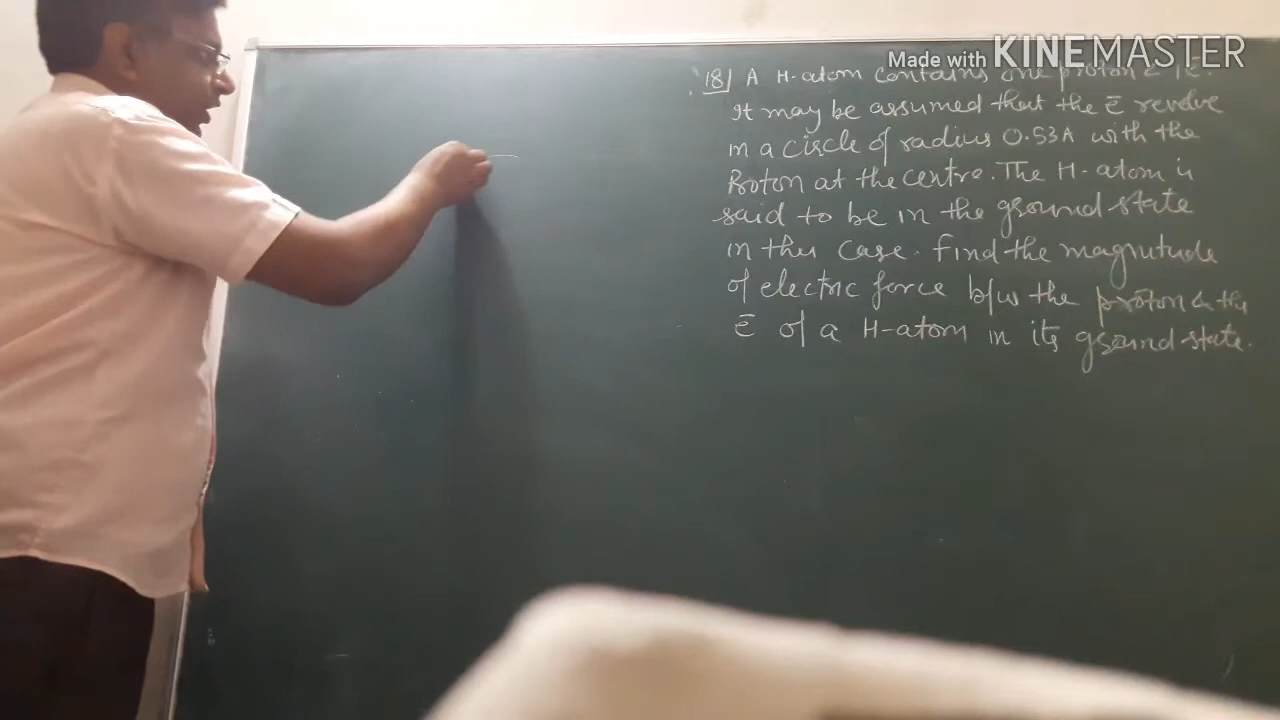 Made with KINEMASTER
18) A H-atom contains one proton & 1ē.
It may be assumed that the ē revolve
in a circle of radius 0.53A with the
Proton at the centre. The H-atom is
said to be in the ground state
in this case. Find the magnitude
of electric force b/w the proton & the
ē of a H-atom in its ground state.